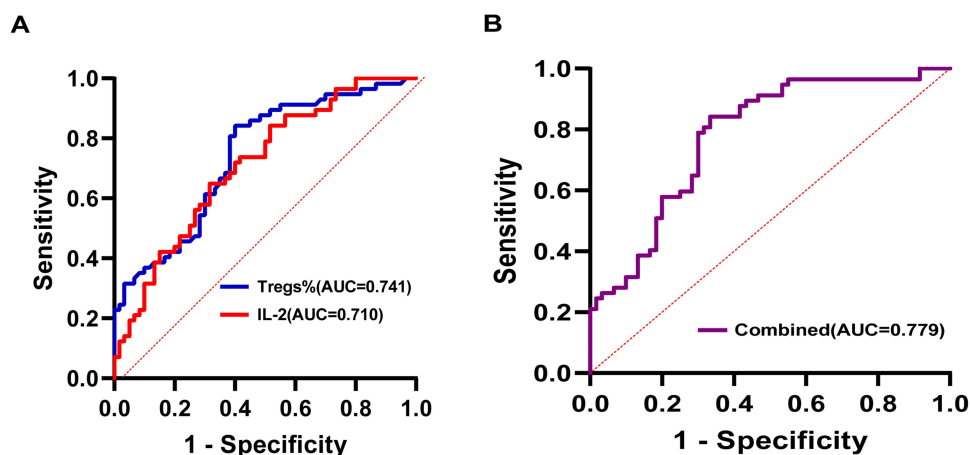 A
Sensitivity
1.0
0.8
0.6
0.4
0.2
0.0
Tregs%(AUC=0.741)
IL-2(AUC=0.710)
0.0 0.2 0.4 0.6 0.8 1.0
1 - Specificity
B
Sensitivity
1.0
0.8
0.6
0.4
0.2
0.0
Combined(AUC=0.779)
0.0 0.2 0.4 0.6 0.8 1.0
1 - Specificity